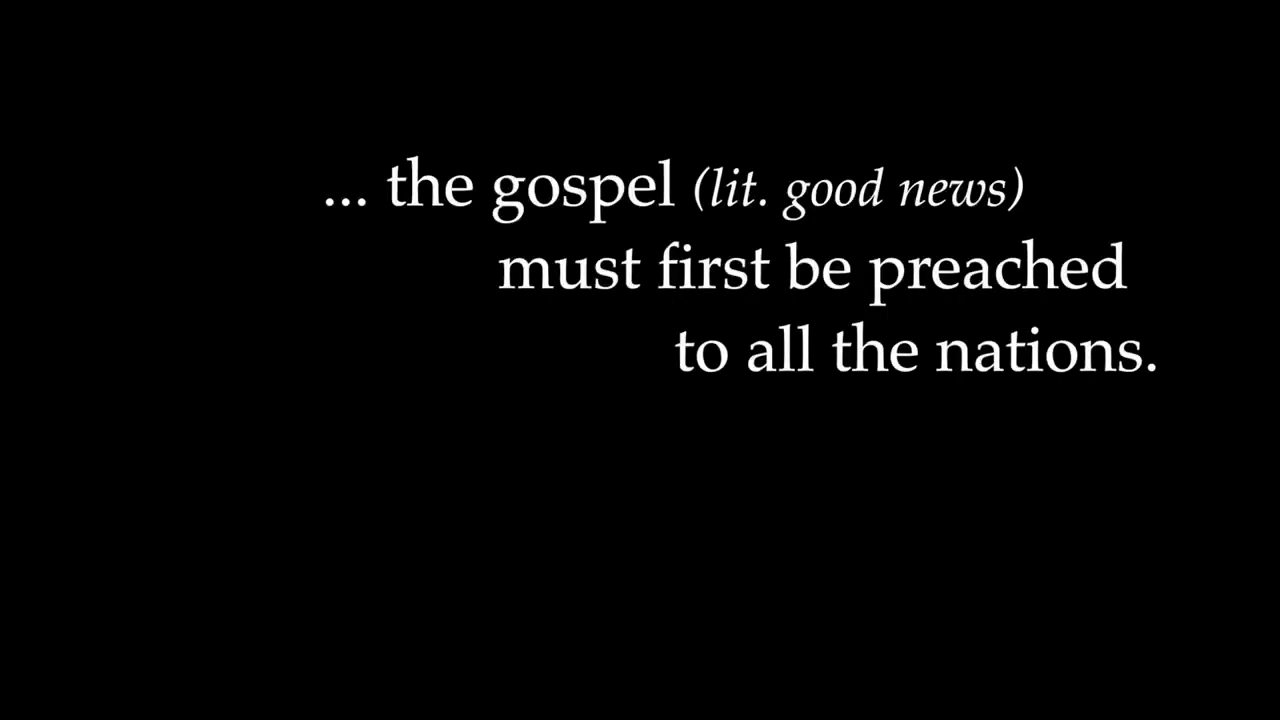 ... the gospel (lit. good news)
must first be preached
to all the nations.